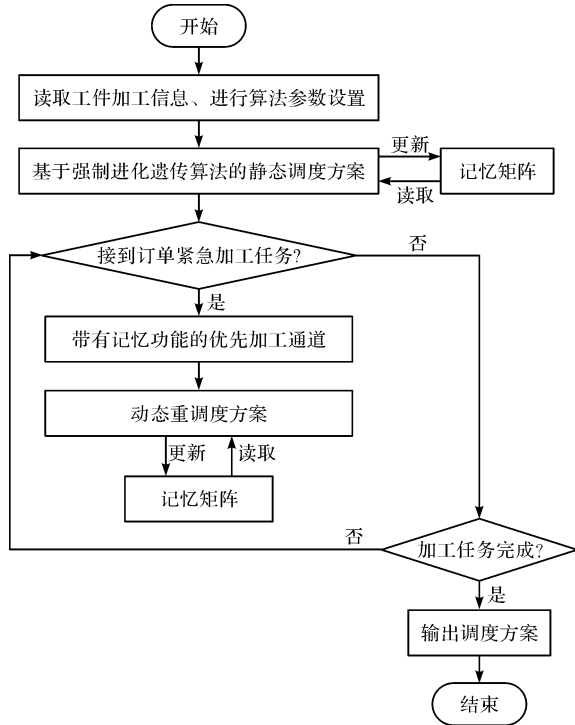 开始
读取工件加工信息、进行算法参数设置
基于强制进化遗传算法的静态调度方案
更新
读取
记忆矩阵
接到订单紧急加工任务?
否
是
带有记忆功能的优先加工通道
动态重调度方案
更新
读取
记忆矩阵
否
加工任务完成?
是
输出调度方案
结束